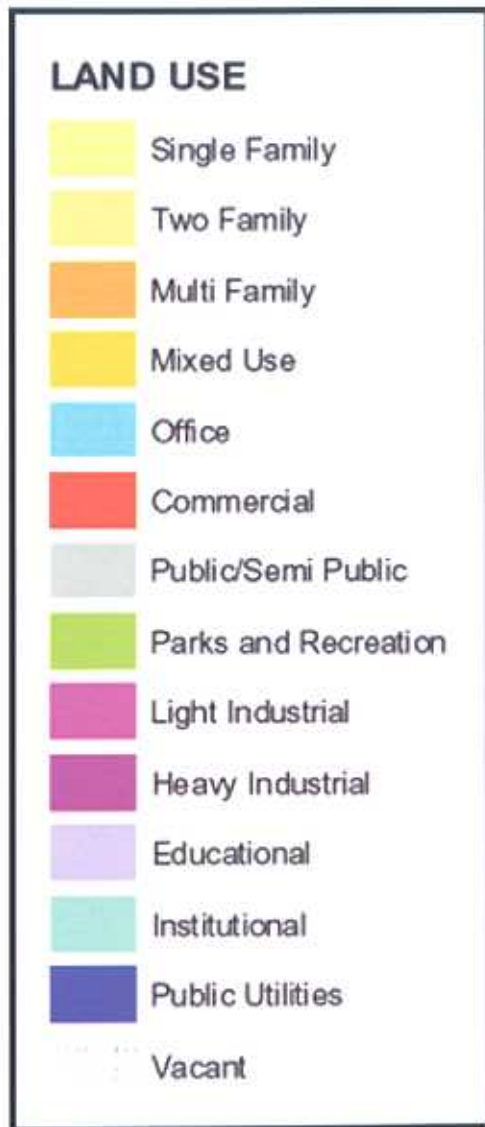 LAND USE
Single Family
Two Family
Multi Family
Mixed Use
Office
Commercial
Public/Semi Public
Parks and Recreation
Light Industrial
Heavy Industrial
Educational
Institutional
Public Utilities
Vacant